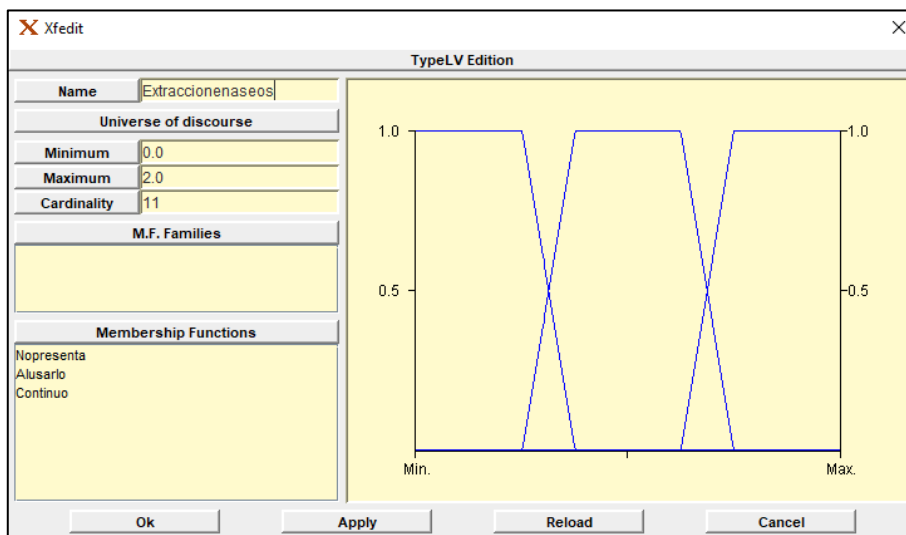 Xfedit
TypeLV Edition
Name Extraccionenaseos
Universe of discourse
Minimum 0.0
Maximum 2.0
Cardinality 11
M.F. Families
Membership Functions
Nopresenta
Alusarlo
Continuo
1.0 1.0
0.5 0.5
Min. Max.
Ok Apply Reload Cancel